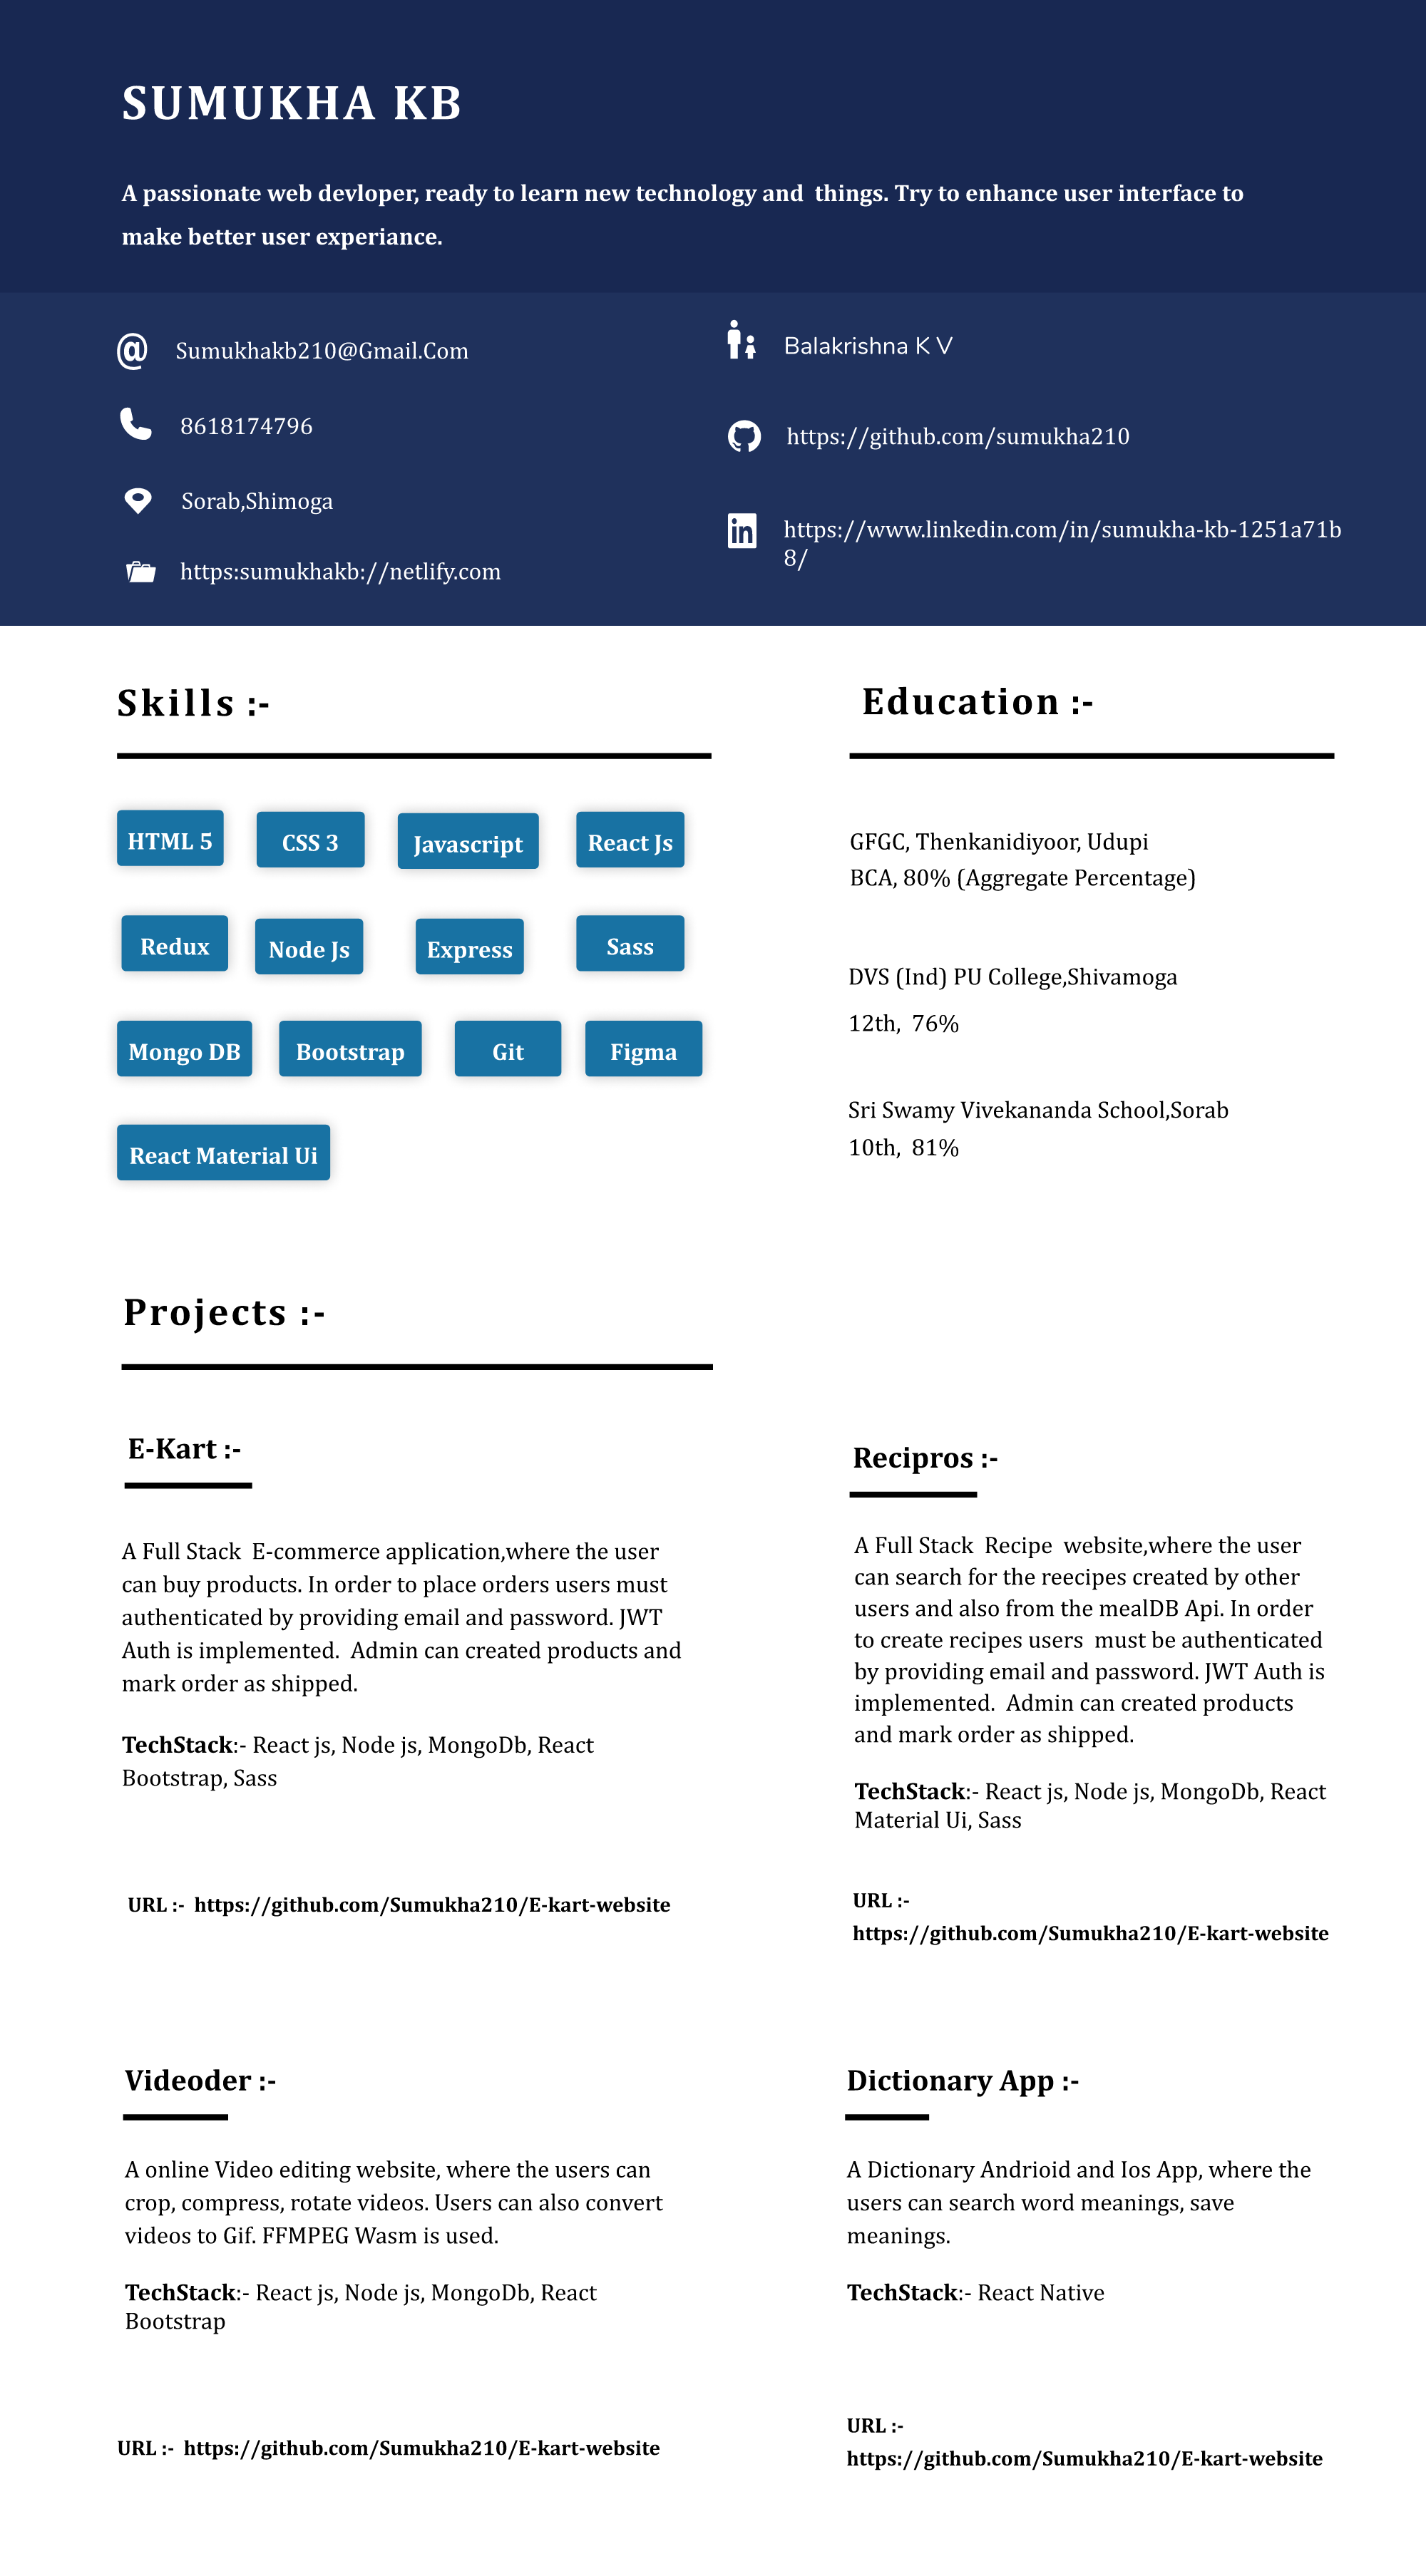 SUMUKHA KB
A passionate web devloper, ready to learn new technology and  things. Try to enhance user interface to
make better user experiance.
@ Sumukhakb210@Gmail.Com
8618174796
Sorab,Shimoga
https:sumukhakb://netlify.com
Balakrishna K V
https://github.com/sumukha210
in https://www.linkedin.com/in/sumukha-kb-1251a71b
8/
Skills :-
HTML 5 CSS 3 Javascript React Js
Redux Node Js Express Sass
Mongo DB Bootstrap Git Figma
React Material Ui
Education :-
GFGC, Thenkanidiyoor, Udupi
BCA, 80% (Aggregate Percentage)
DVS (Ind) PU College,Shivamoga
12th,  76%
Sri Swamy Vivekananda School,Sorab
10th,  81%
Projects :-
E-Kart :-
A Full Stack  E-commerce application,where the user
can buy products. In order to place orders users must
authenticated by providing email and password. JWT
Auth is implemented.  Admin can created products and
mark order as shipped.
TechStack:- React js, Node js, MongoDb, React
Bootstrap, Sass
URL :-  https://github.com/Sumukha210/E-kart-website
Recipros :-
A Full Stack  Recipe  website,where the user
can search for the reecipes created by other
users and also from the mealDB Api. In order
to create recipes users  must be authenticated
by providing email and password. JWT Auth is
implemented.  Admin can created products
and mark order as shipped.
TechStack:- React js, Node js, MongoDb, React
Material Ui, Sass
URL :-
https://github.com/Sumukha210/E-kart-website
Videoder :-
A online Video editing website, where the users can
crop, compress, rotate videos. Users can also convert
videos to Gif. FFMPEG Wasm is used.
TechStack:- React js, Node js, MongoDb, React
Bootstrap
URL :-  https://github.com/Sumukha210/E-kart-website
Dictionary App :-
A Dictionary Andrioid and Ios App, where the
users can search word meanings, save
meanings.
TechStack:- React Native
URL :-
https://github.com/Sumukha210/E-kart-website